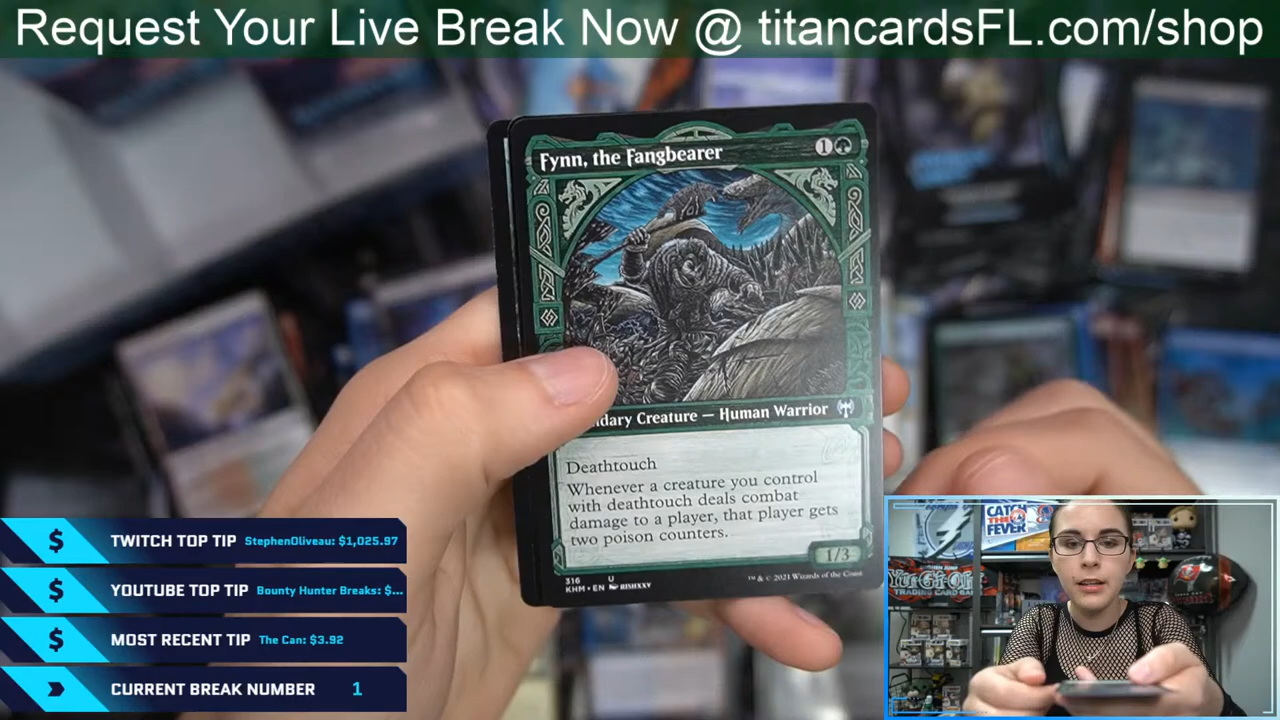 Request Your Live Break Now @ titancardsFL.com/shop
Fynn, the Fangbearer 1
Creature — Human Warrior
Deathtouch
Whenever a creature you control
with deathtouch deals combat
damage to a player, that player gets
two poison counters.
1/3
316 U
KHM • EN
™ & © 2021 Wizards of the Coast
$ TWITCH TOP TIP StephenOliveau: $1,025.97
$ YOUTUBE TOP TIP Bounty Hunter Breaks: $...
$ MOST RECENT TIP The Can: $3.92
CURRENT BREAK NUMBER 1
CATCH
THE
FEVER
Yu-Gi-Oh!
TRADING CARD